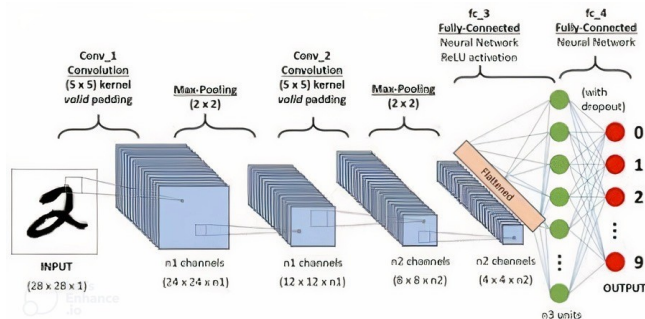 Conv_1
Convolution
(5 x 5) kernel
valid padding
Max-Pooling
(2 x 2)
Conv_2
Convolution
(5 x 5) kernel
valid padding
Max-Pooling
(2 x 2)
fc_3
Fully-Connected
Neural Network
ReLU activation
fc_4
Fully-Connected
Neural Network
(with
dropout)
Flattened
0
1
2
⋮
9
OUTPUT
2
INPUT
(28 x 28 x 1)
n1 channels
(24 x 24 x n1)
n1 channels
(12 x 12 x n1)
n2 channels
(8 x 8 x n2)
n2 channels
(4 x 4 x n2)
⋮
n3 units
Enhance
.io